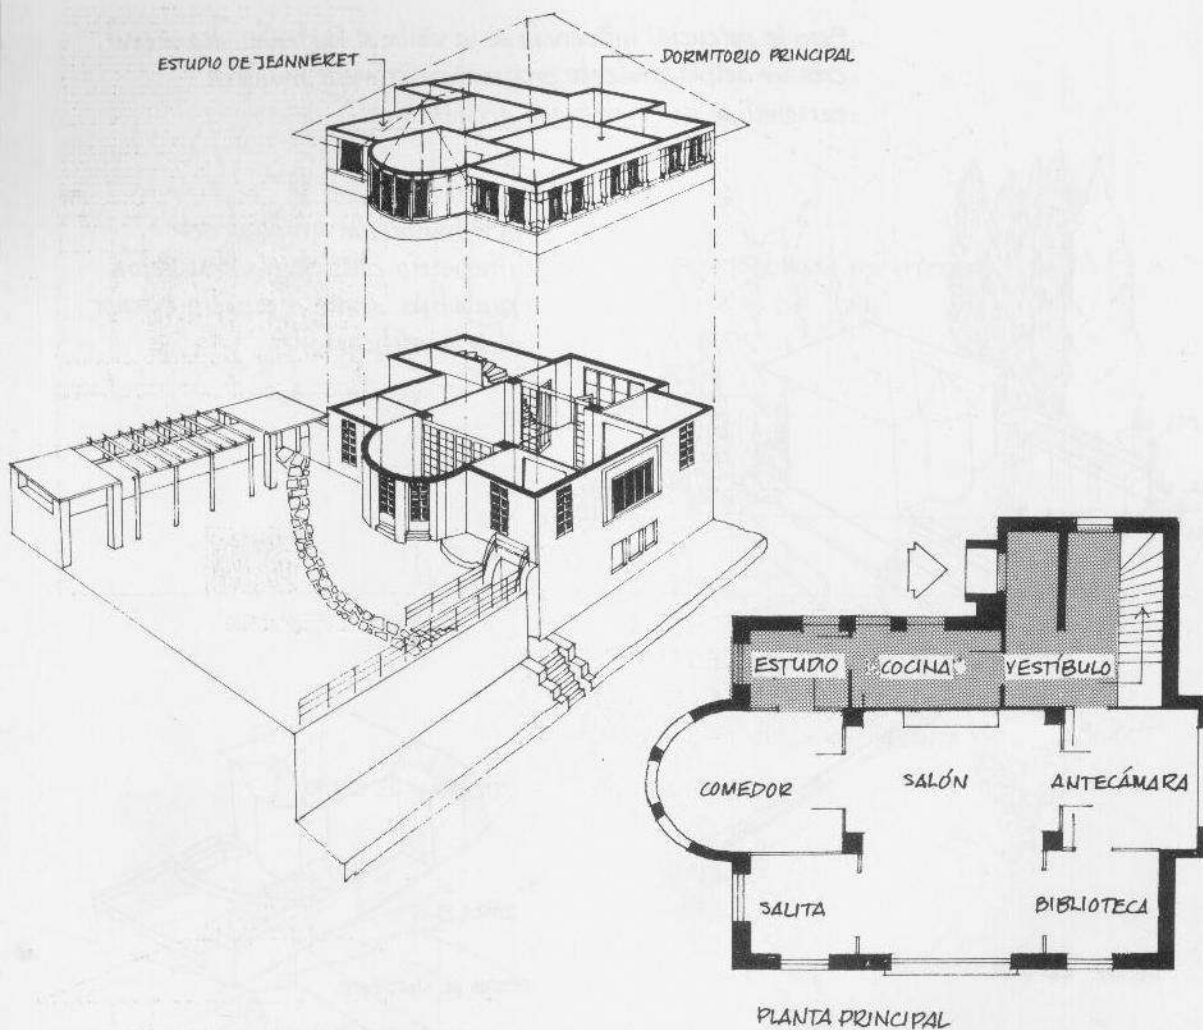 ESTUDIO DE JEANNERET
DORMITORIO PRINCIPAL
ESTUDIO
COCINA
VESTÍBULO
COMEDOR
SALÓN
ANTECÁMARA
SALITA
BIBLIOTECA
PLANTA PRINCIPAL